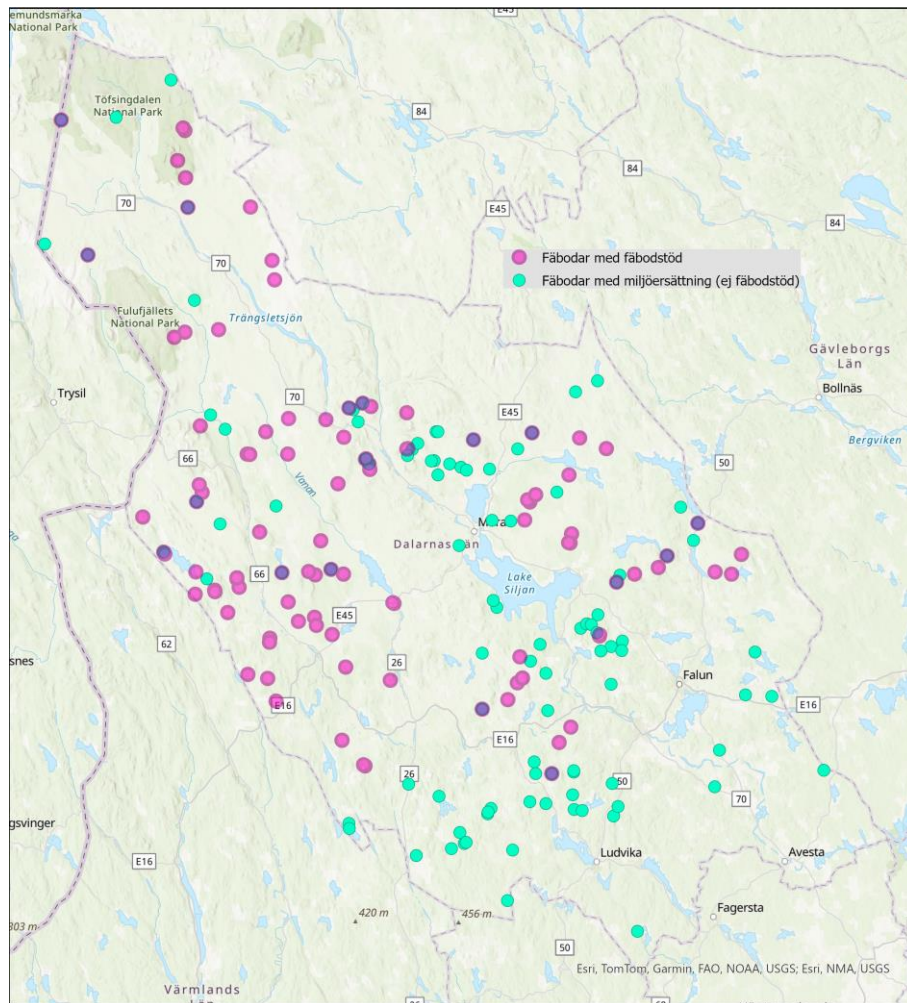 E45
emundsmarka
National Park
Töfsingdalen
National Park
84
84
70
E45
84
Fäbodar med fäbodstöd
Fäbodar med miljöersättning (ej fäbodstöd)
70
Fulufjällets
National Park
Trängsletsjön
Gävleborgs
Län
Trysil
70
Bollnäs
E45
Bergviken
66
50
Vanan
Dalarnas Län
66
Lake
Siljan
E45
62
26
snes
Falun
E16
E16
E16
26
50
70
gsvinger
E16
Ludvika
Avesta
420 m
456 m
Fagersta
303 m
50
Esri, TomTom, Garmin, FAO, NOAA, USGS; Esri, NMA, USGS
Värmlands